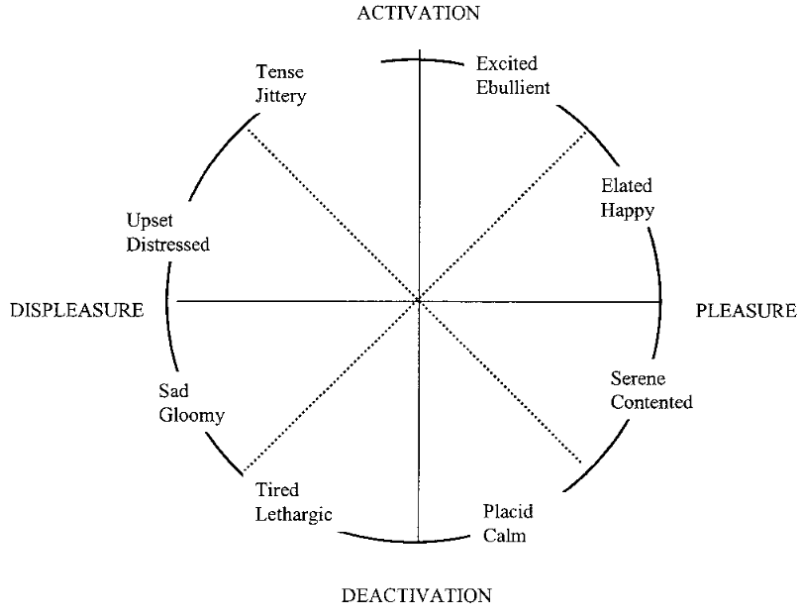 ACTIVATION
Tense
Jittery
Excited
Ebullient
Elated
Happy
Upset
Distressed
DISPLEASURE
PLEASURE
Sad
Gloomy
Serene
Contented
Tired
Lethargic
Placid
Calm
DEACTIVATION